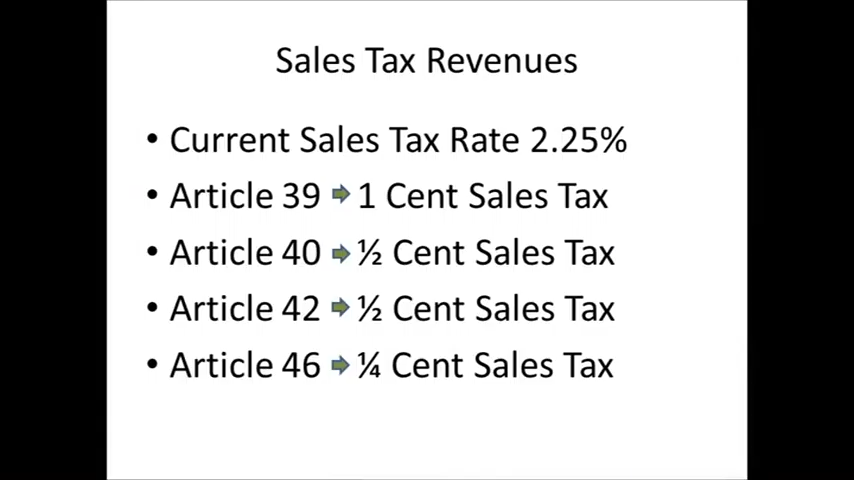 Sales Tax Revenues
• Current Sales Tax Rate 2.25%
• Article 39 ➡ 1 Cent Sales Tax
• Article 40 ➡ ½ Cent Sales Tax
• Article 42 ➡ ½ Cent Sales Tax
• Article 46 ➡ ¼ Cent Sales Tax